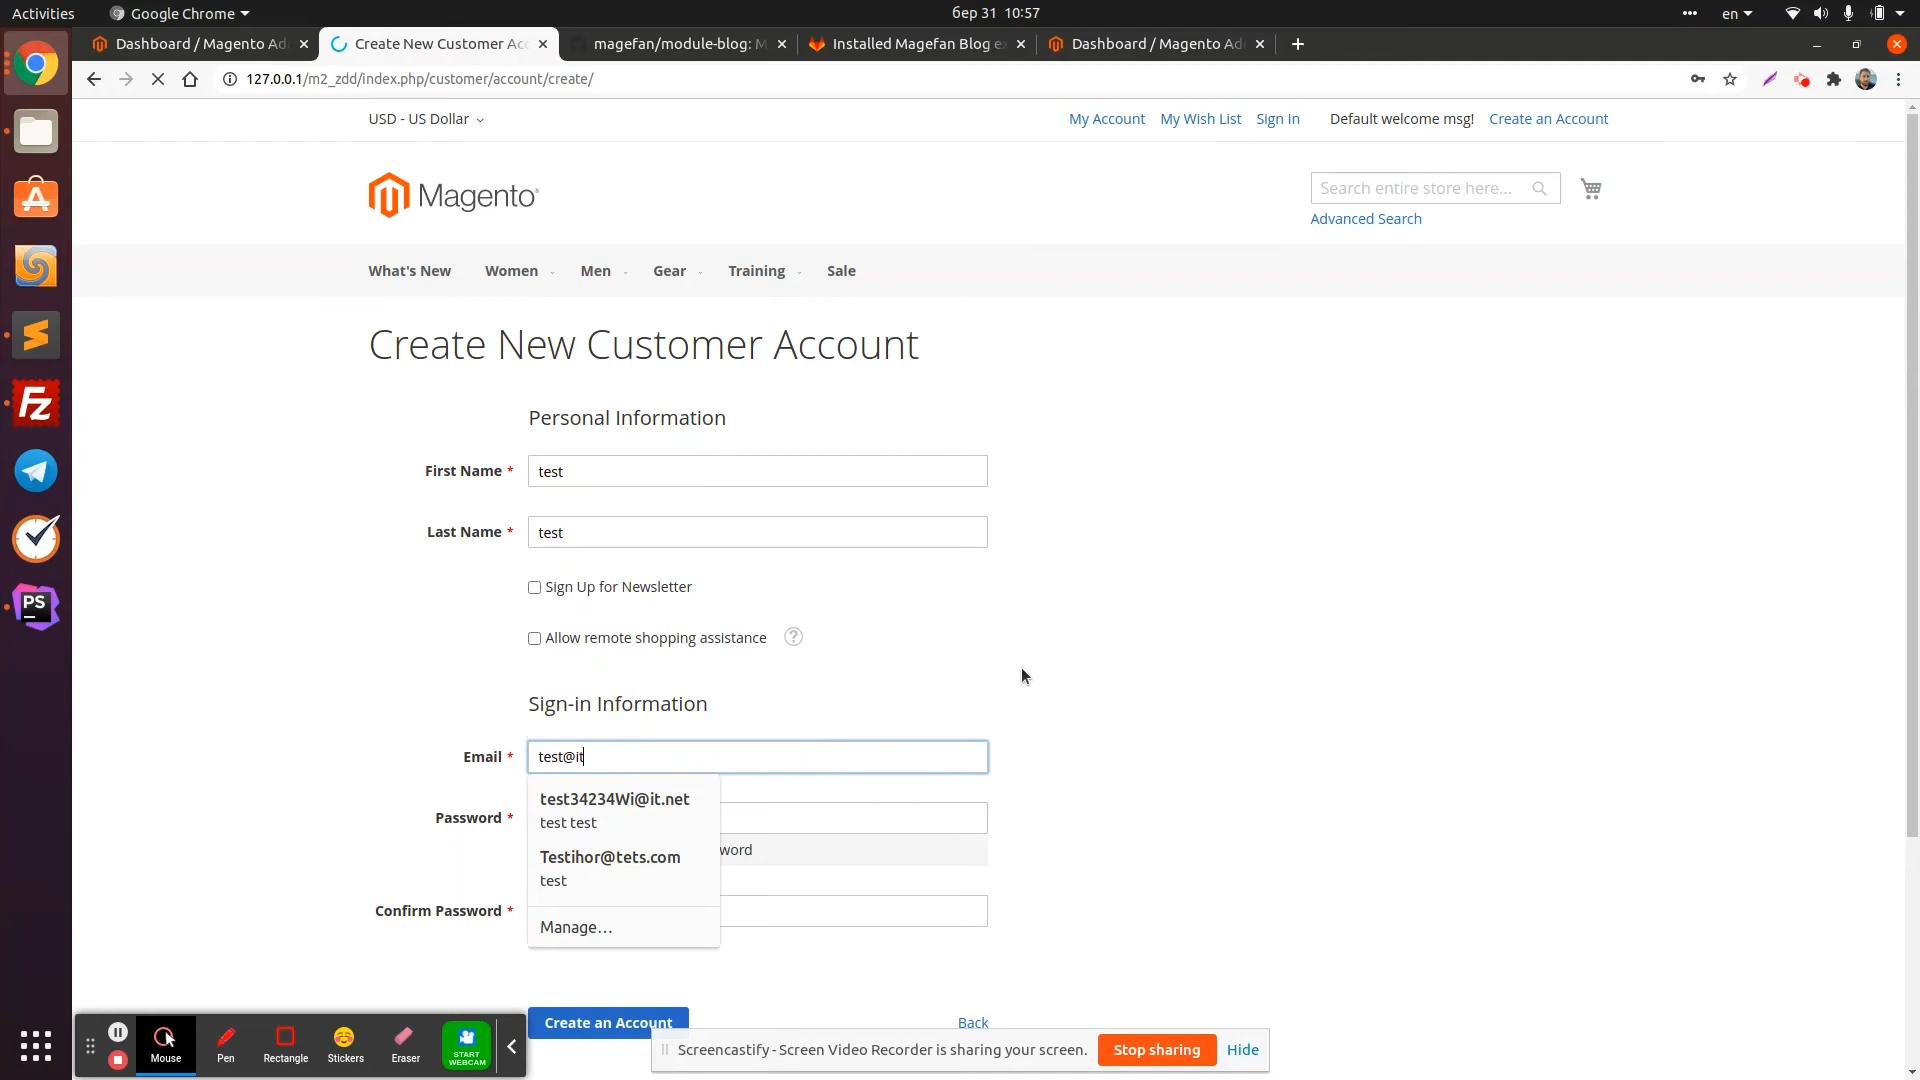 Activities
Google Chrome
бер 31 10:57
en
Dashboard / Magento Ad
Create New Customer Acc
magefan/module-blog: M
Installed Magefan Blog e
Dashboard / Magento Ad
127.0.0.1/m2_zdd/index.php/customer/account/create/
USD - US Dollar
My Account
My Wish List
Sign In
Default welcome msg!
Create an Account
Magento
Search entire store here...
Advanced Search
What's New
Women
Men
Gear
Training
Sale
Create New Customer Account
Personal Information
First Name *
test
Last Name *
test
Sign Up for Newsletter
Allow remote shopping assistance
?
Sign-in Information
Email *
test@it
test34234Wi@it.net
test test
Password *
word
Testihor@tets.com
test
Confirm Password *
Manage…
Create an Account
Back
Mouse
Pen
Rectangle
Stickers
Eraser
START
WEBCAM
Screencastify - Screen Video Recorder is sharing your screen.
Stop sharing
Hide
FZ
PS